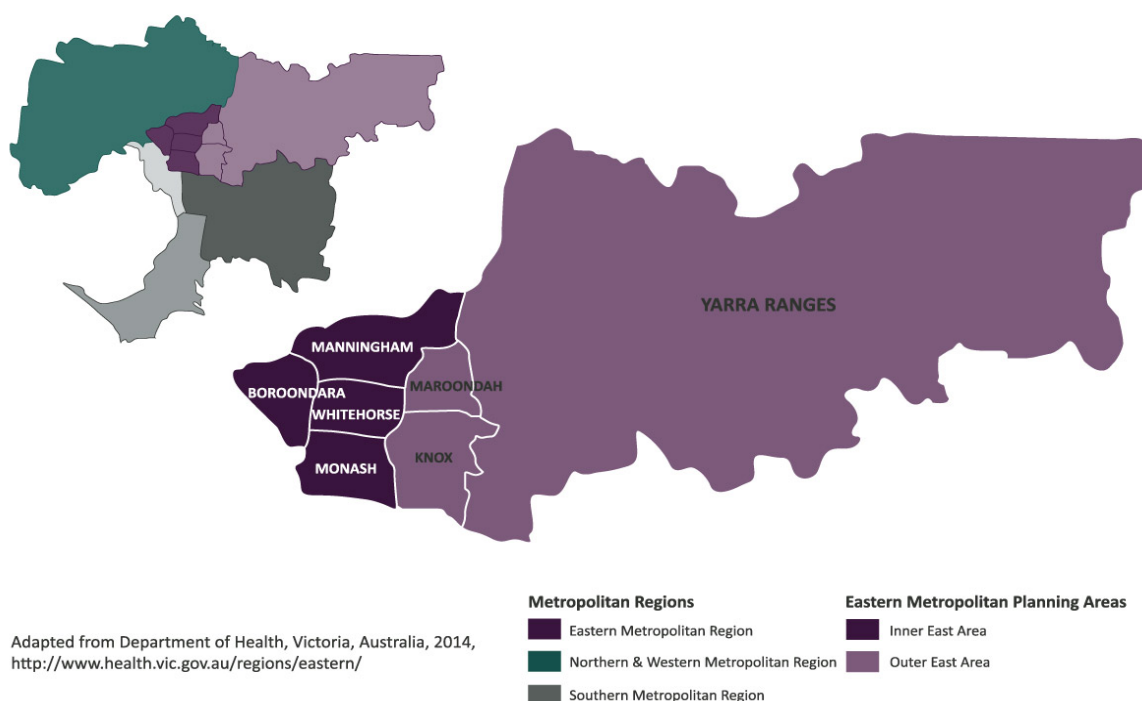 YARRA RANGES
MANNINGHAM
MAROONDAH
BOROONDARA
WHITEHORSE
KNOX
MONASH
Metropolitan Regions
Eastern Metropolitan Region
Northern & Western Metropolitan Region
Southern Metropolitan Region
Eastern Metropolitan Planning Areas
Inner East Area
Outer East Area
Adapted from Department of Health, Victoria, Australia, 2014,
http://www.health.vic.gov.au/regions/eastern/